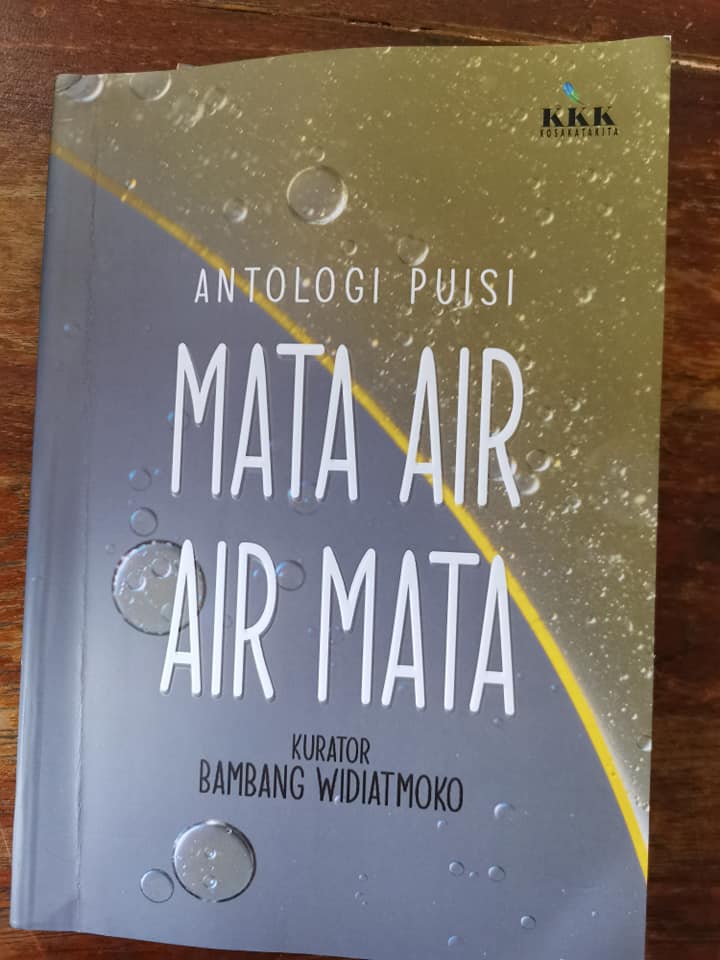 KKK
KOSAKATAKITA
ANTOLOGI PUISI
MATA AIR
AIR MATA
KURATOR
BAMBANG WIDIATMOKO